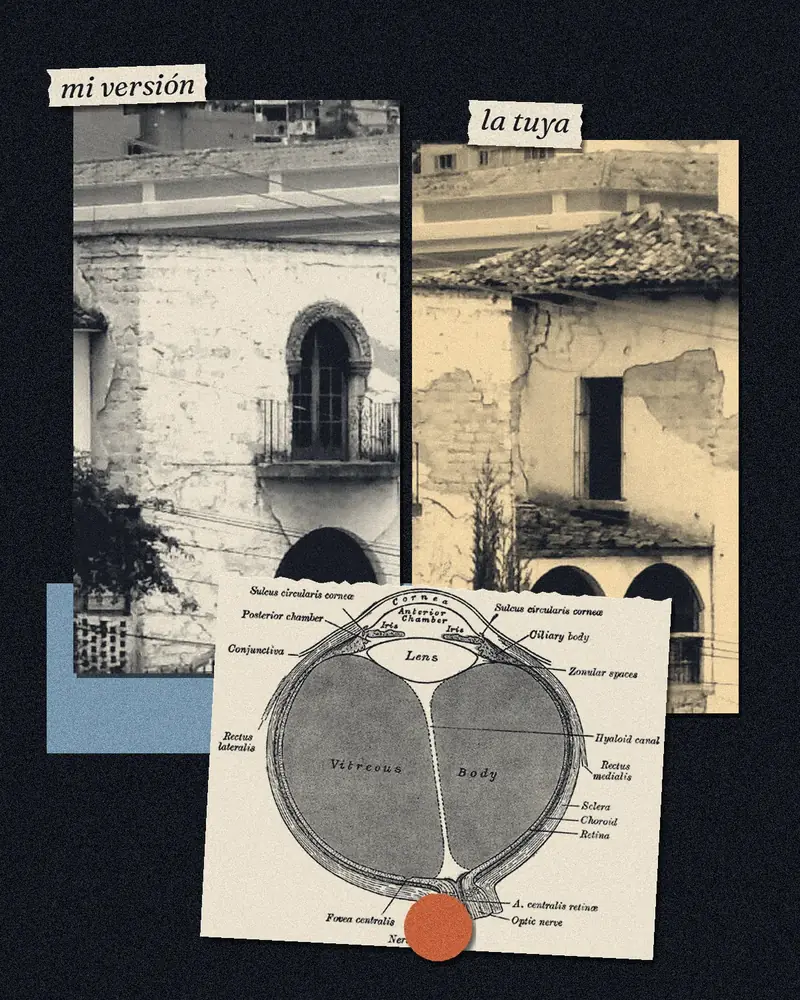 mi versión
la tuya
Sulcus circularis corneæ
Cornea
Anterior
Chamber
Sulcus circularis corneæ
Posterior chamber
Iris
Iris
Ciliary body
Conjunctiva
Lens
Zonular spaces
Rectus
lateralis
Hyaloid canal
Vitreous
Body
Rectus
medialis
Sclera
Choroid
Retina
A. centralis retinæ
Fovea centralis
Optic nerve